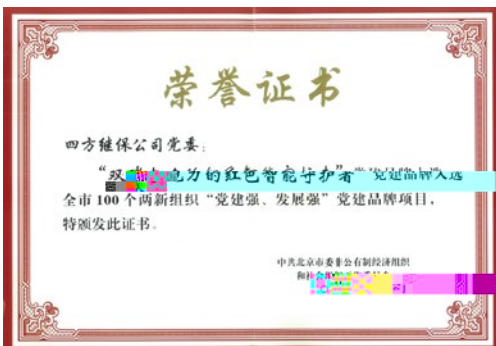 荣誉证书
四方继保公司党委：
“双 电力的红色智能守护者”党建品牌入选
全市 100 个两新组织“党建强、发展强”党建品牌项目，
特颁发此证书。
中共北京市委非公有制经济组织
和社会